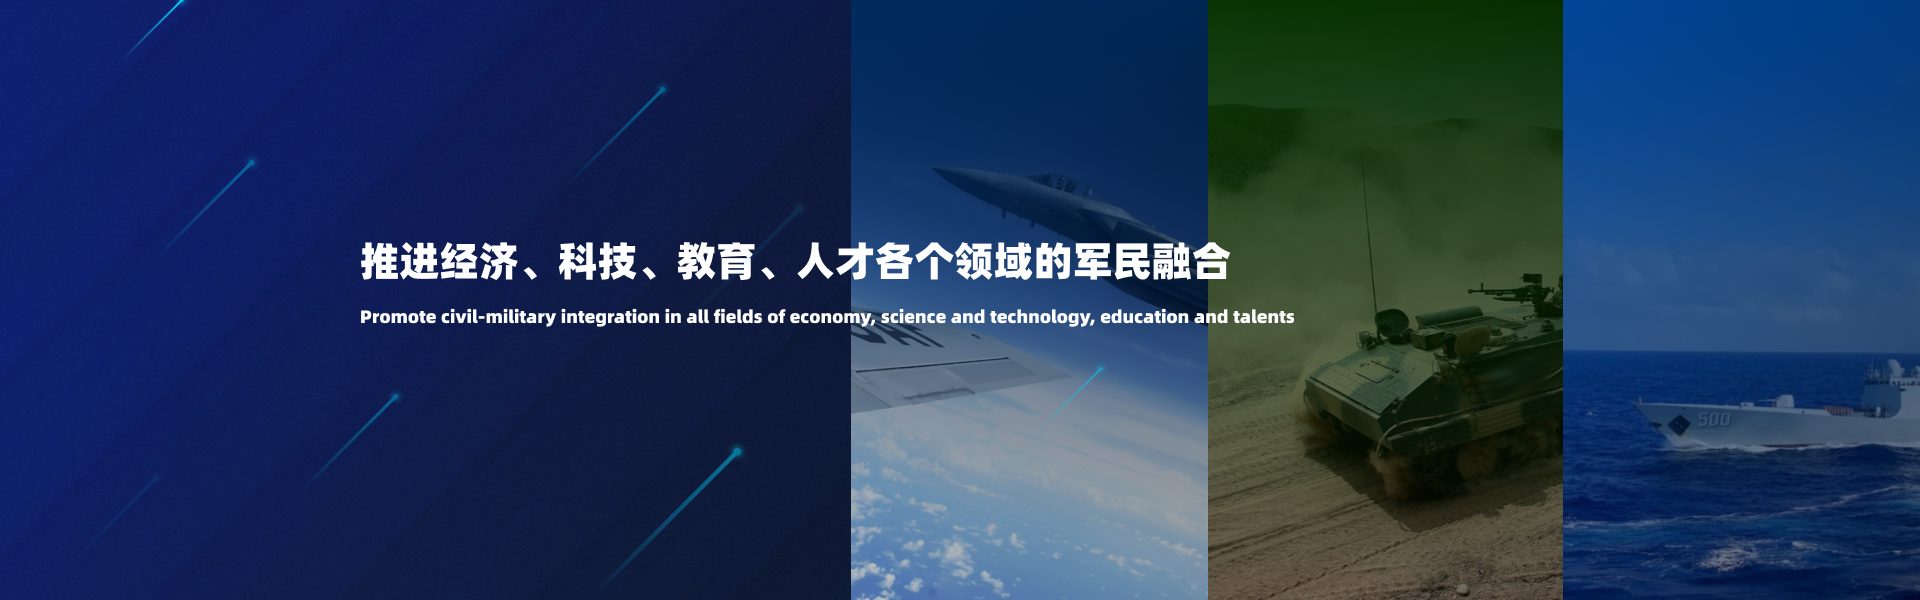 推进经济、科技、教育、人才各个领域的军民融合
Promote civil-military integration in all fields of economy, science and technology, education and talents
500